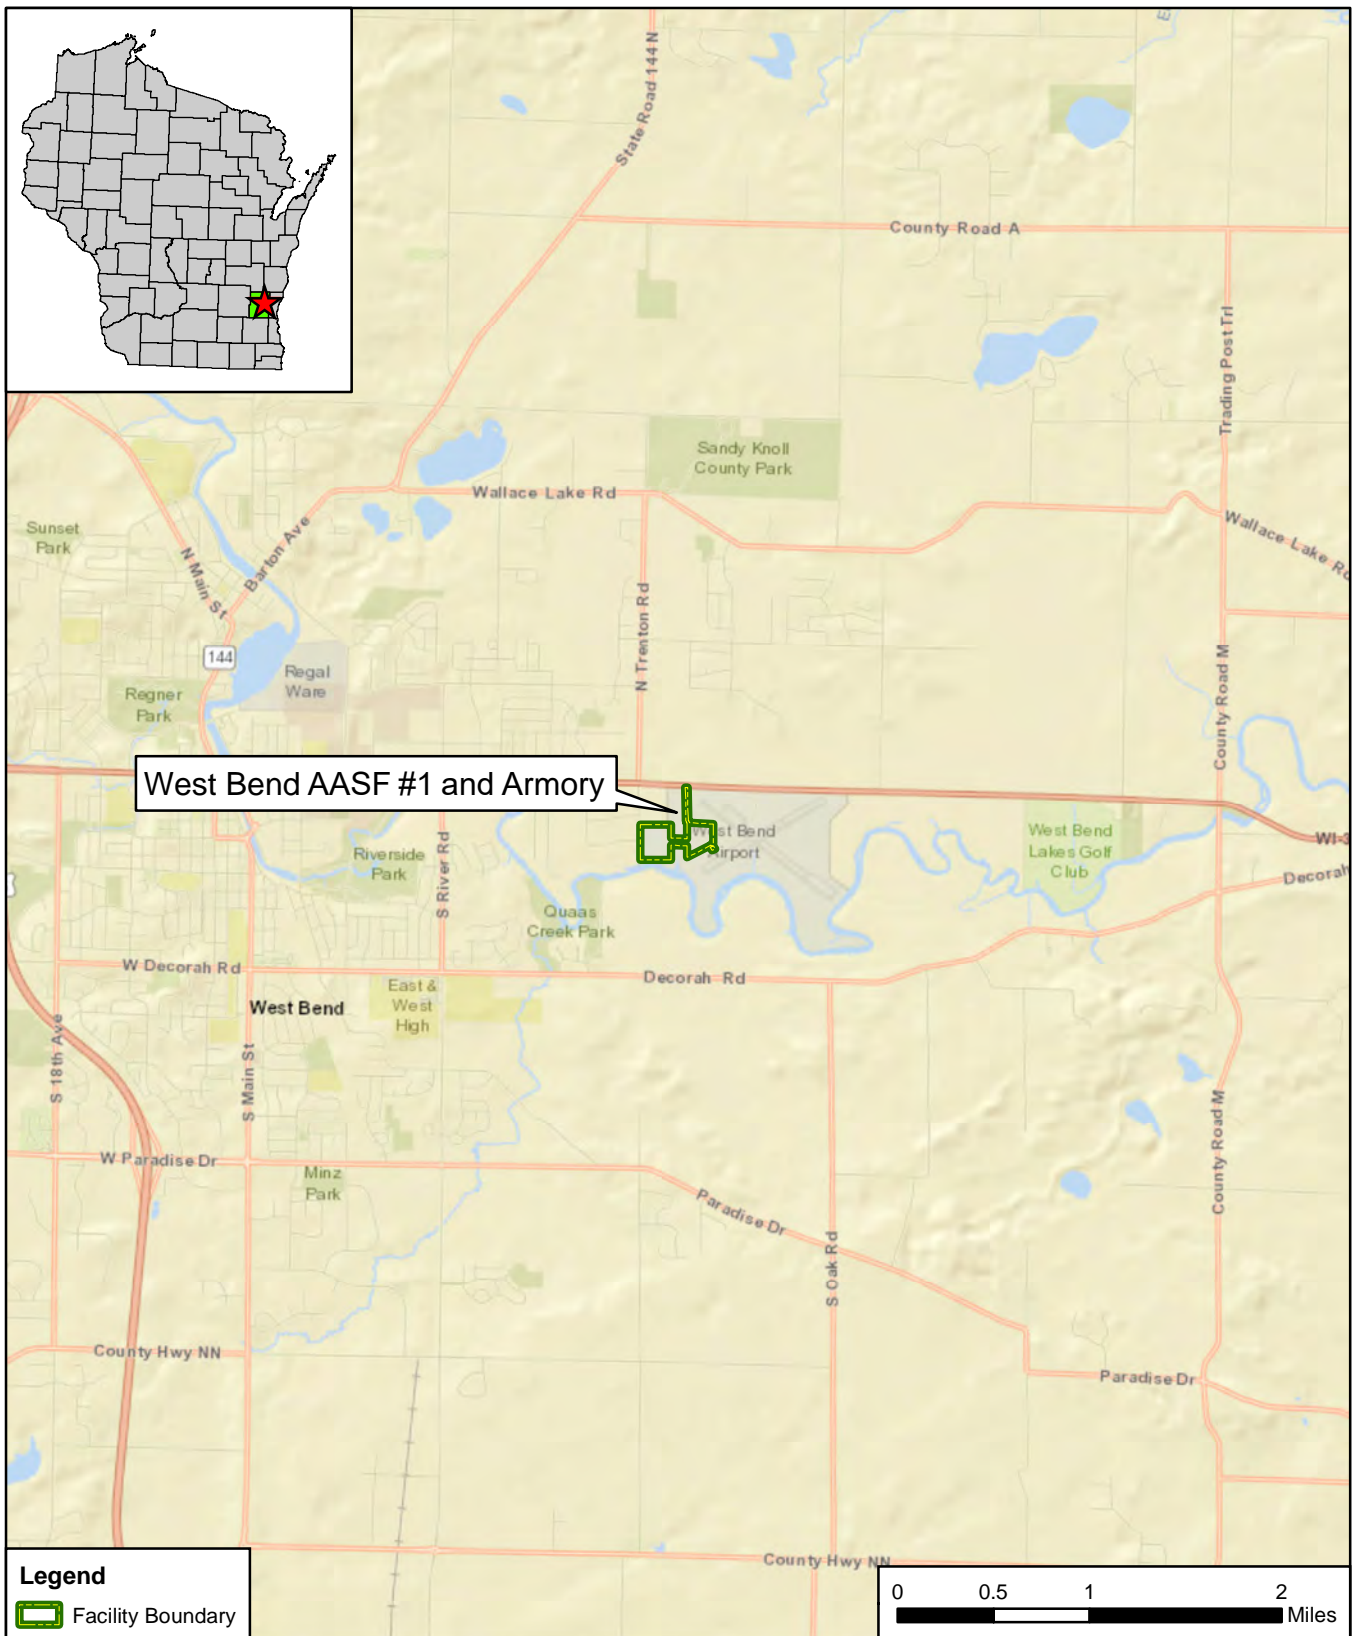 E
State Road 144 N
County Road A
Trading Post Trl
Sandy Knoll
County Park
Wallace Lake Rd
Wallace Lake Rd
Sunset
Park
N Main St
Barton Ave
N Trenton Rd
144
Regal
Ware
Regner
Park
County Road M
West Bend AASF #1 and Armory
West Bend
Airport
West Bend
Lakes Golf
Club
WI-3
Decorah
Riverside
Park
S River Rd
Quaas
Creek Park
W Decorah Rd
Decorah Rd
East &
West
High
West Bend
S 18th Ave
S Main St
County Road M
W Paradise Dr
Minz
Park
Paradise Dr
S Oak Rd
County Hwy NN
Paradise Dr
County Hwy NN
Legend
Facility Boundary
0 0.5 1 2
Miles